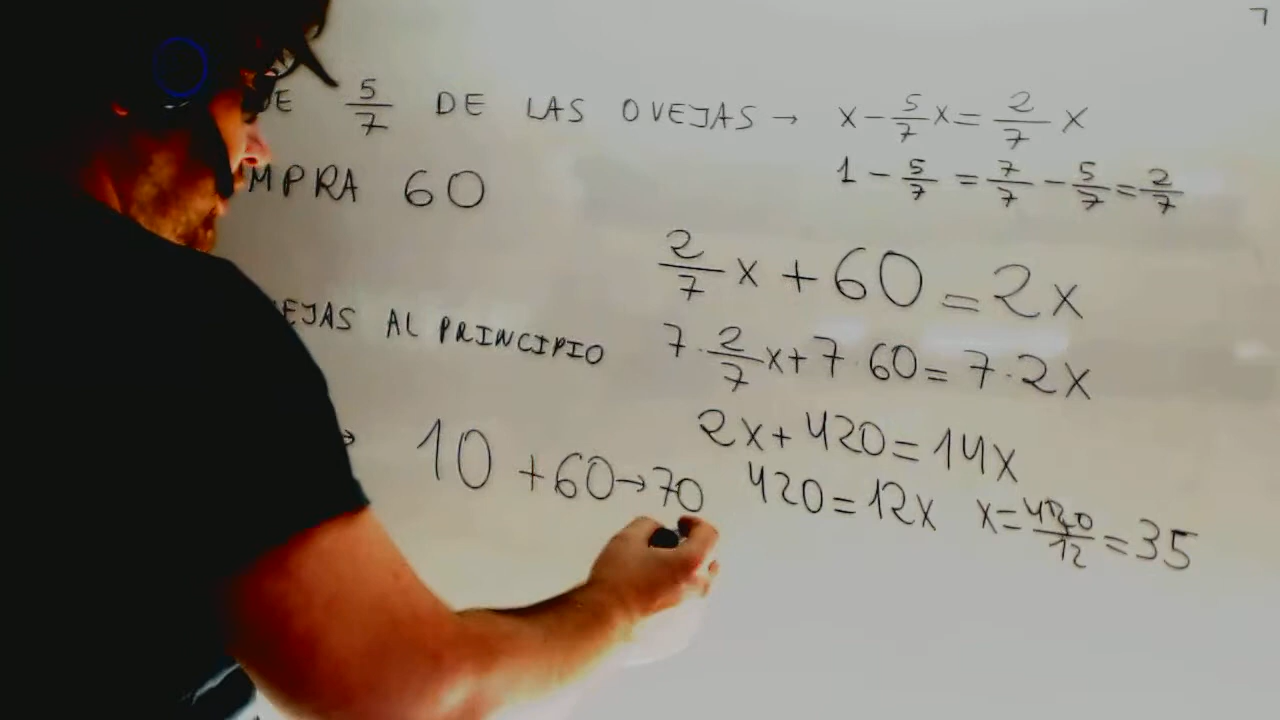 DE 5/7 DE LAS OVEJAS → x - 5/7 x = 2/7 x
1 - 5/7 = 7/7 - 5/7 = 2/7
MPRA 60
2/7 x + 60 = 2x
EJAS AL PRINCIPIO
7 · 2/7 x + 7 · 60 = 7 · 2x
2x + 420 = 14x
→ 10 + 60 → 70
420 = 12x x = 420/12 = 35